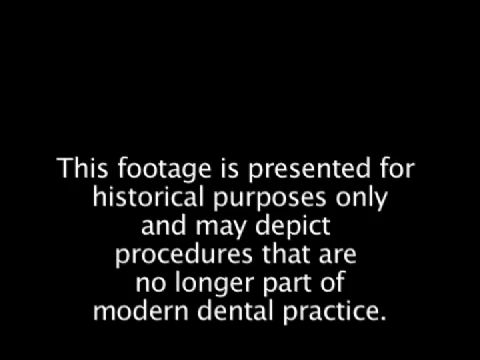 This footage is presented for
historical purposes only
and may depict
procedures that are
no longer part of
modern dental practice.